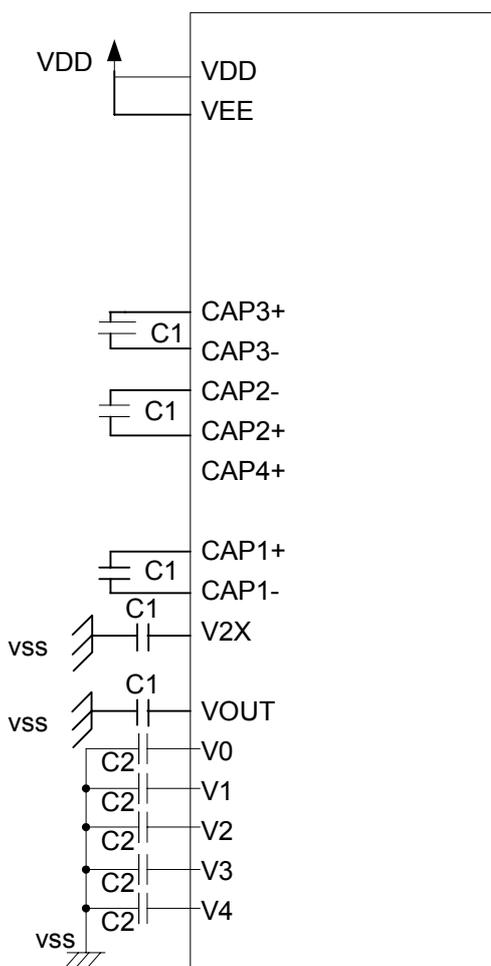 VDD VDD
VEE
CAP3+
C1
CAP3-
CAP2-
C1
CAP2+
CAP4+
CAP1+
C1
CAP1-
C1
V2X
vss
C1
VOUT
vss
V0
C2
V1
C2
V2
C2
V3
C2
V4
C2
vss